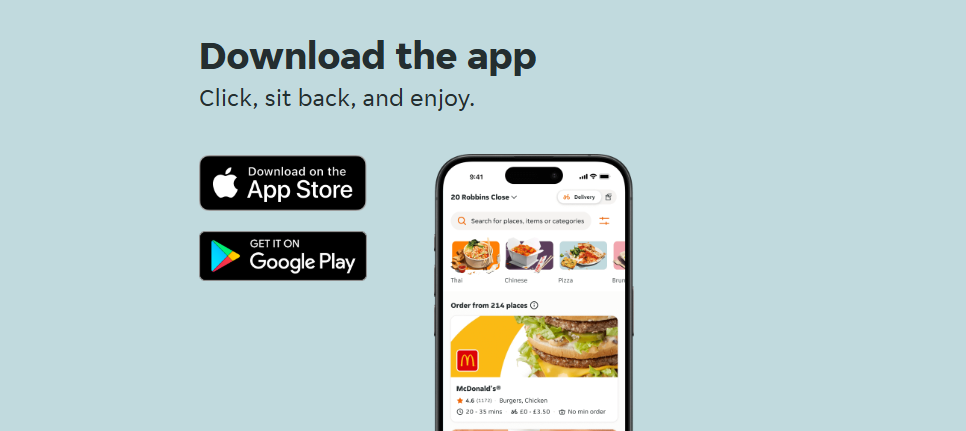 Download the app
Click, sit back, and enjoy.
Download on the
App Store
GET IT ON
Google Play
9:41
20 Robbins Close
Delivery
Search for places, items or categories
Thai Chinese Pizza Brun
Order from 214 places
McDonald's®
4.6 (1173) · Burgers, Chicken
20 - 35 mins £0 - £3.50 No min order